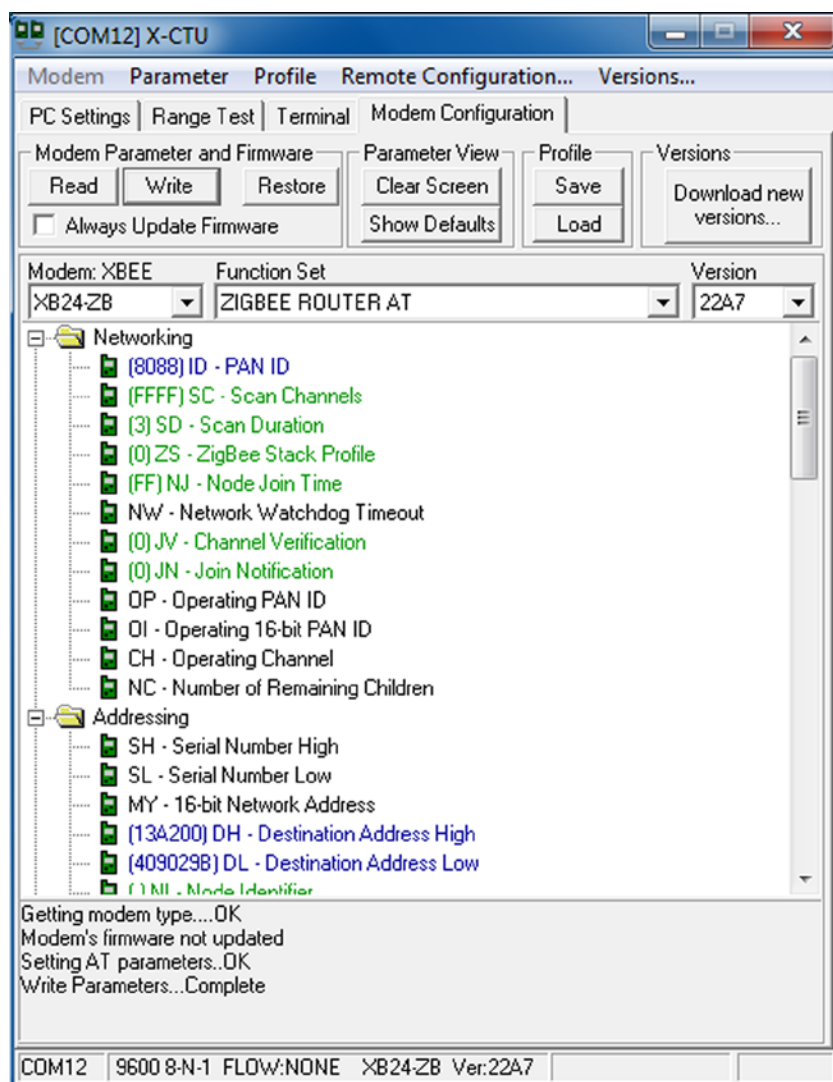 [COM12] X-CTU
Modem Parameter Profile Remote Configuration... Versions...
PC Settings Range Test Terminal Modem Configuration
Modem Parameter and Firmware Parameter View Profile Versions
Read Write Restore Clear Screen Save Download new versions...
Always Update Firmware Show Defaults Load
Modem: XBEE Function Set Version
XB24-ZB ZIGBEE ROUTER AT 22A7
Networking
(8088) ID - PAN ID
(FFFF) SC - Scan Channels
(3) SD - Scan Duration
(0) ZS - ZigBee Stack Profile
(FF) NJ - Node Join Time
NW - Network Watchdog Timeout
(0) JV - Channel Verification
(0) JN - Join Notification
OP - Operating PAN ID
OI - Operating 16-bit PAN ID
CH - Operating Channel
NC - Number of Remaining Children
Addressing
SH - Serial Number High
SL - Serial Number Low
MY - 16-bit Network Address
(13A200) DH - Destination Address High
(409029B) DL - Destination Address Low
( ) NI - Node Identifier
Getting modem type....OK
Modem's firmware not updated
Setting AT parameters..OK
Write Parameters...Complete
COM12 9600 8-N-1 FLOW:NONE XB24-ZB Ver:22A7